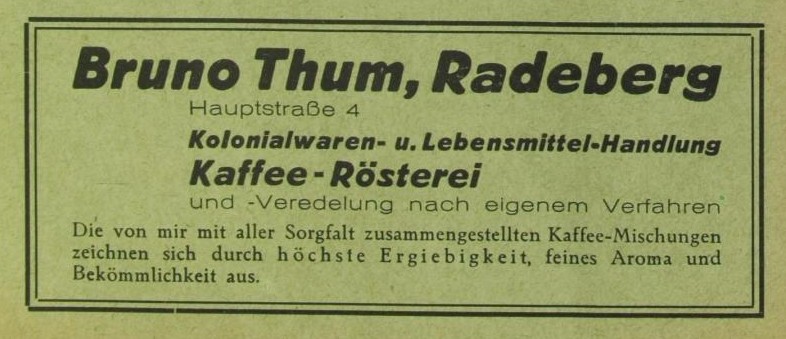 Bruno Thum, Radeberg
Hauptstraße 4
Kolonialwaren- u. Lebensmittel-Handlung
Kaffee-Rösterei
und -Veredelung nach eigenem Verfahren
Die von mir mit aller Sorgfalt zusammengestellten Kaffee-Mischungen
zeichnen sich durch höchste Ergiebigkeit, feines Aroma und
Bekömmlichkeit aus.